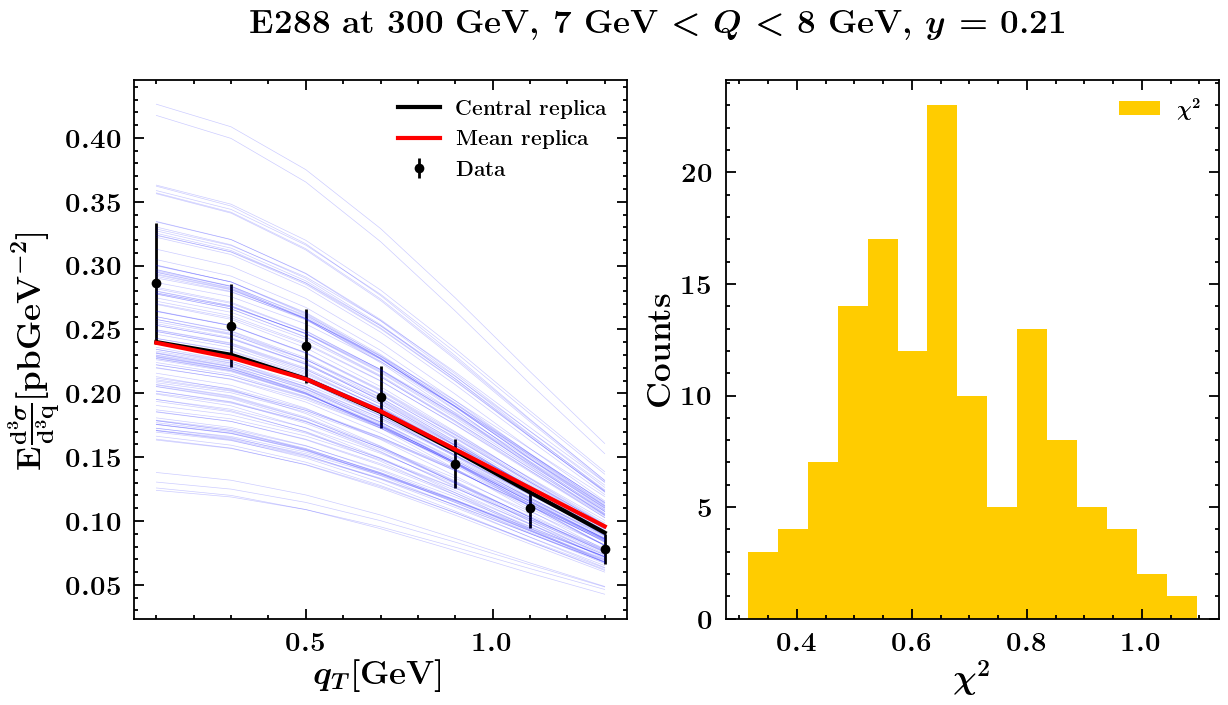 E288 at 300 GeV, 7 GeV < Q < 8 GeV, y = 0.21
Central replica
Mean replica
Data
0.40
0.35
0.30
0.25
0.20
0.15
0.10
0.05
0.5 1.0
E d³σ/d³q [pbGeV⁻²]
q_T[GeV]
χ²
20
15
10
5
0
0.4 0.6 0.8 1.0
Counts
χ²